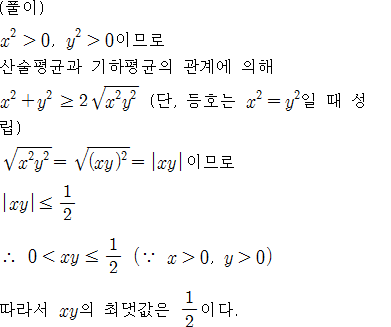 (풀이)
x² > 0, y² > 0이므로
산술평균과 기하평균의 관계에 의해
x² + y² ≥ 2√(x²y²) (단, 등호는 x² = y²일 때 성
립)
√(x²y²) = √((xy)²) = |xy| 이므로
|xy| ≤ 1/2
∴ 0 < xy ≤ 1/2 (∵ x > 0, y > 0)
따라서 xy의 최댓값은 1/2이다.